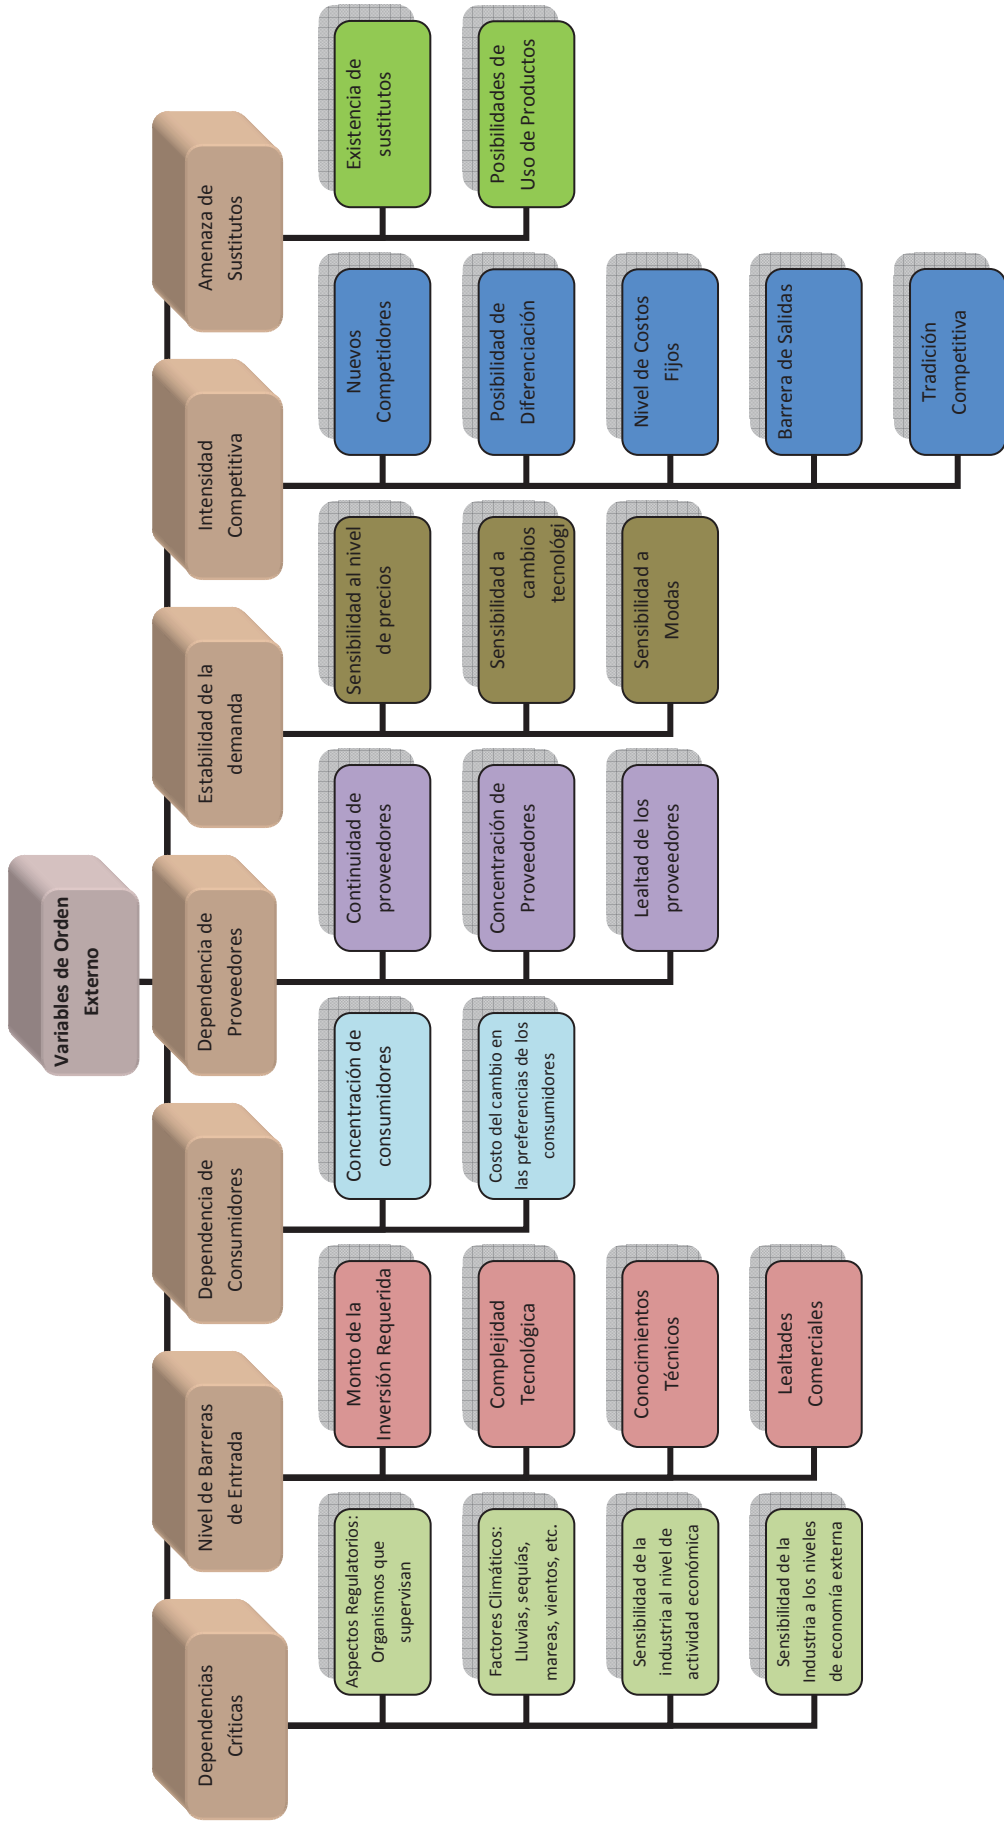 Variables de Orden
Externo
Dependencias
Críticas
Aspectos Regulatorios:
Organismos que
supervisan
Factores Climáticos:
Lluvias, sequías,
mareas, vientos, etc.
Sensibilidad de la
industria al nivel de
actividad económica
Sensibilidad de la
Industria a los niveles
de economía externa
Nivel de Barreras
de Entrada
Monto de la
Inversión Requerida
Complejidad
Tecnológica
Conocimientos
Técnicos
Lealtades
Comerciales
Dependencia de
Consumidores
Concentración de
consumidores
Costo del cambio en
las preferencias de los
consumidores
Dependencia de
Proveedores
Continuidad de
proveedores
Concentración de
Proveedores
Lealtad de los
proveedores
Estabilidad de la
demanda
Sensibilidad al nivel
de precios
Sensibilidad a
cambios
tecnológi
Sensibilidad a
Modas
Intensidad
Competitiva
Nuevos
Competidores
Posibilidad de
Diferenciación
Nivel de Costos
Fijos
Barrera de Salidas
Tradición
Competitiva
Amenaza de
Sustitutos
Existencia de
sustitutos
Posibilidades de
Uso de Productos